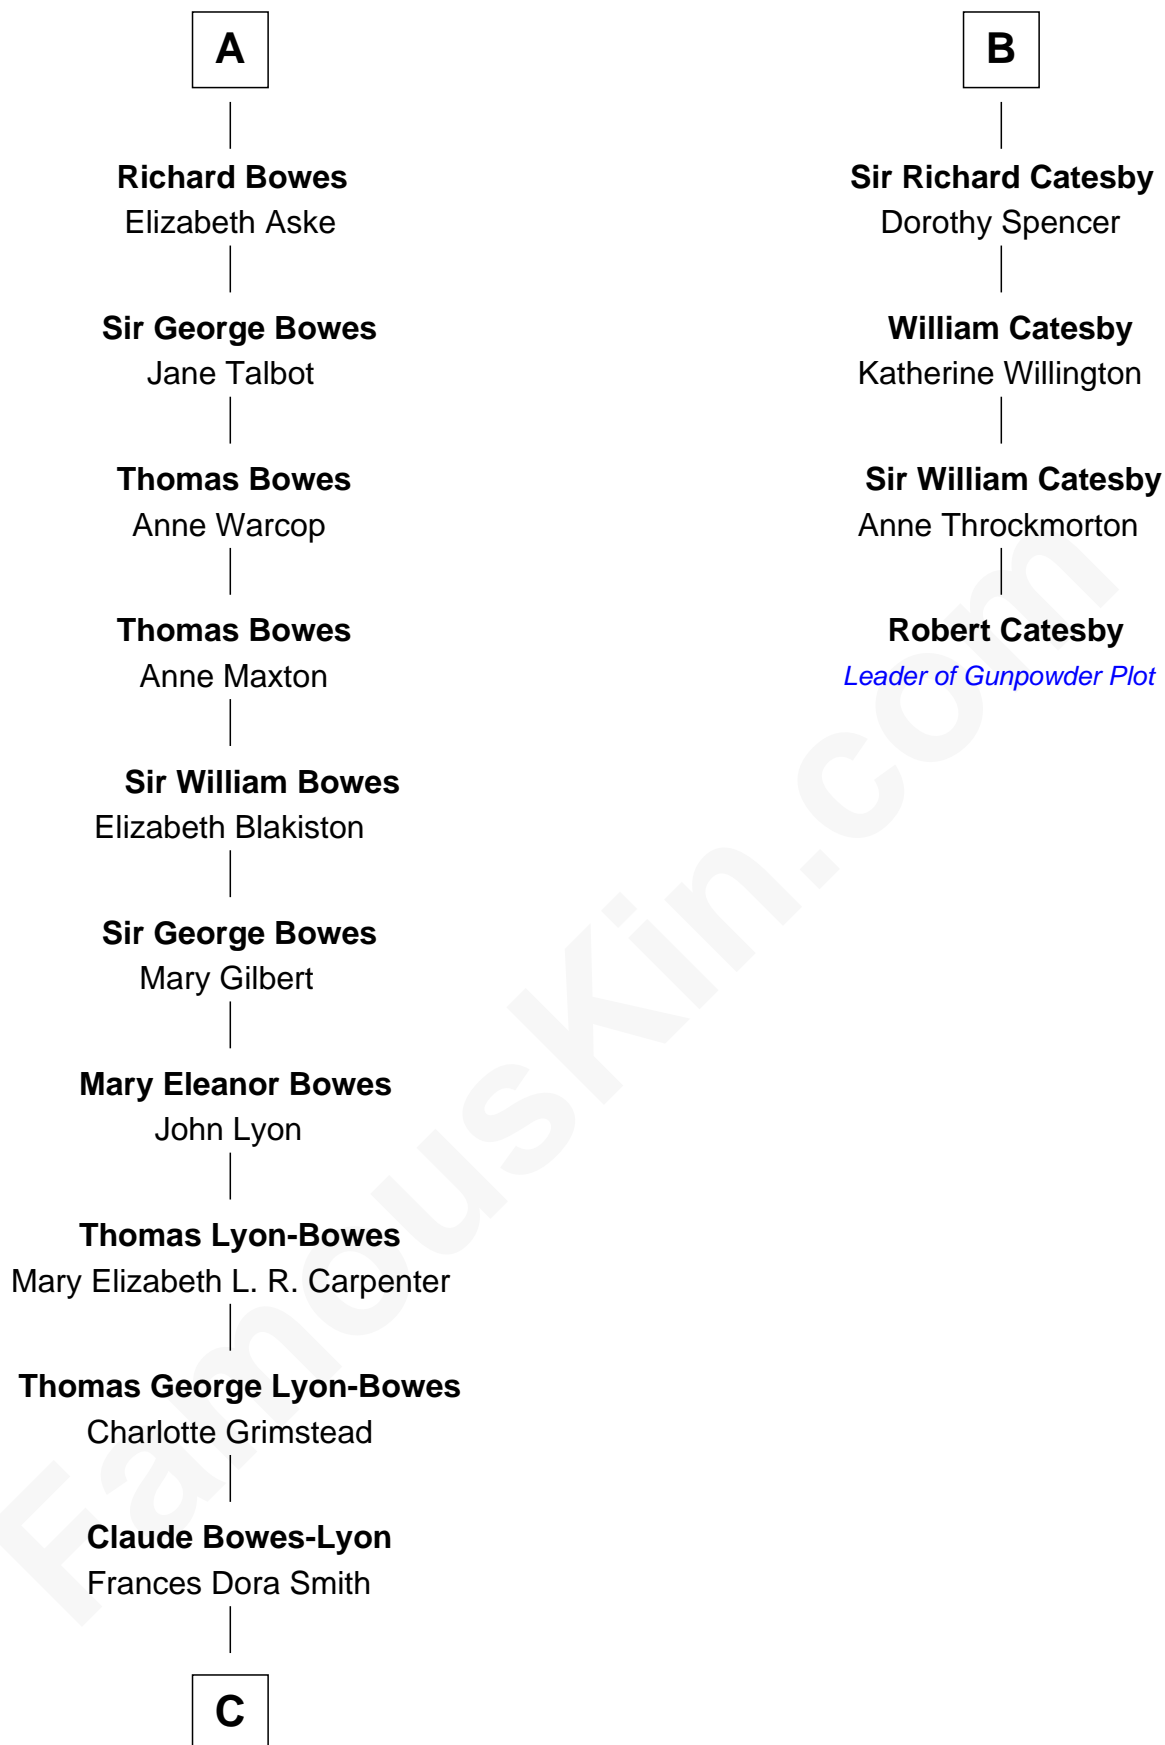 A
Richard Bowes
Elizabeth Aske
Sir George Bowes
Jane Talbot
Thomas Bowes
Anne Warcop
Thomas Bowes
Anne Maxton
Sir William Bowes
Elizabeth Blakiston
Sir George Bowes
Mary Gilbert
Mary Eleanor Bowes
John Lyon
Thomas Lyon-Bowes
Mary Elizabeth L. R. Carpenter
Thomas George Lyon-Bowes
Charlotte Grimstead
Claude Bowes-Lyon
Frances Dora Smith
C
B
Sir Richard Catesby
Dorothy Spencer
William Catesby
Katherine Willington
Sir William Catesby
Anne Throckmorton
Robert Catesby
Leader of Gunpowder Plot
FamousKin.com